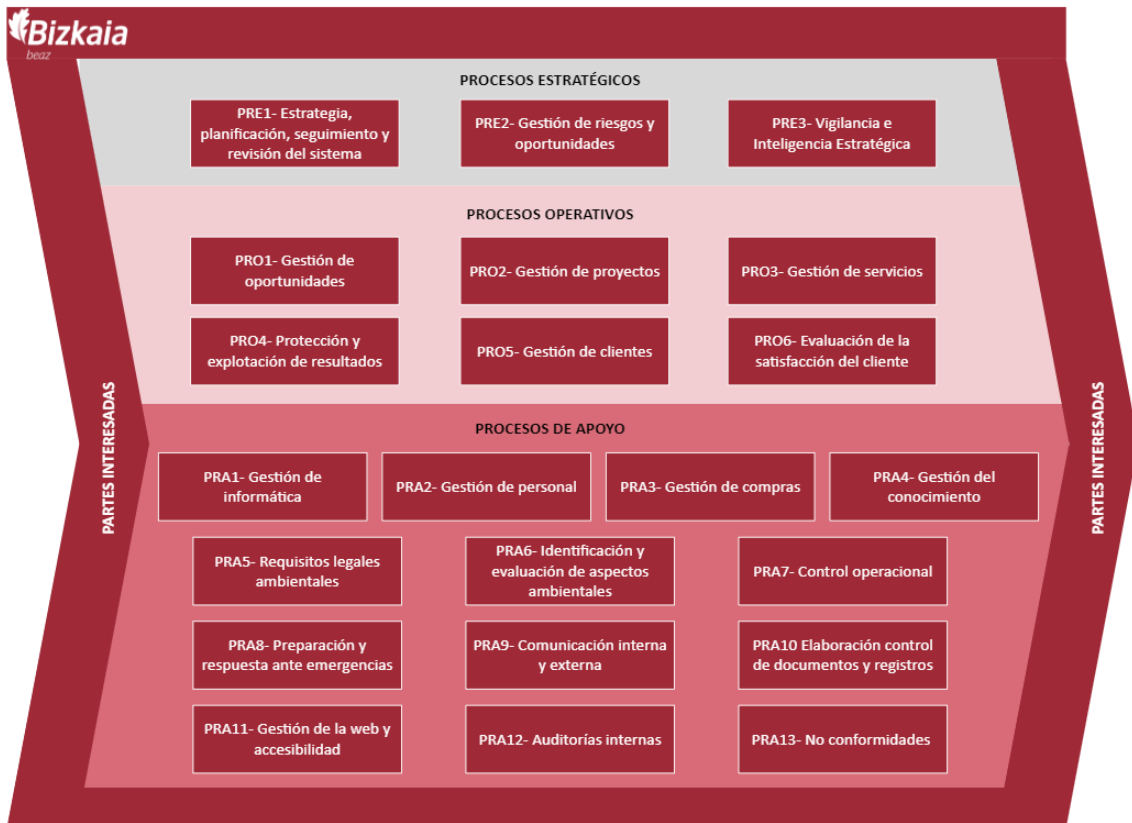 Bizkaia
beaz
PROCESOS ESTRATÉGICOS
PRE1- Estrategia,
planificación, seguimiento y
revisión del sistema
PRE2- Gestión de riesgos y
oportunidades
PRE3- Vigilancia e
Inteligencia Estratégica
PROCESOS OPERATIVOS
PRO1- Gestión de
oportunidades
PRO2- Gestión de proyectos
PRO3- Gestión de servicios
PRO4- Protección y
explotación de resultados
PRO5- Gestión de clientes
PRO6- Evaluación de la
satisfacción del cliente
PARTES INTERESADAS
PROCESOS DE APOYO
PRA1- Gestión de
informática
PRA2- Gestión de personal
PRA3- Gestión de compras
PRA4- Gestión del
conocimiento
PRA5- Requisitos legales
ambientales
PRA6- Identificación y
evaluación de aspectos
ambientales
PRA7- Control operacional
PRA8- Preparación y
respuesta ante emergencias
PRA9- Comunicación interna
y externa
PRA10 Elaboración control
de documentos y registros
PRA11- Gestión de la web y
accesibilidad
PRA12- Auditorías internas
PRA13- No conformidades
PARTES INTERESADAS